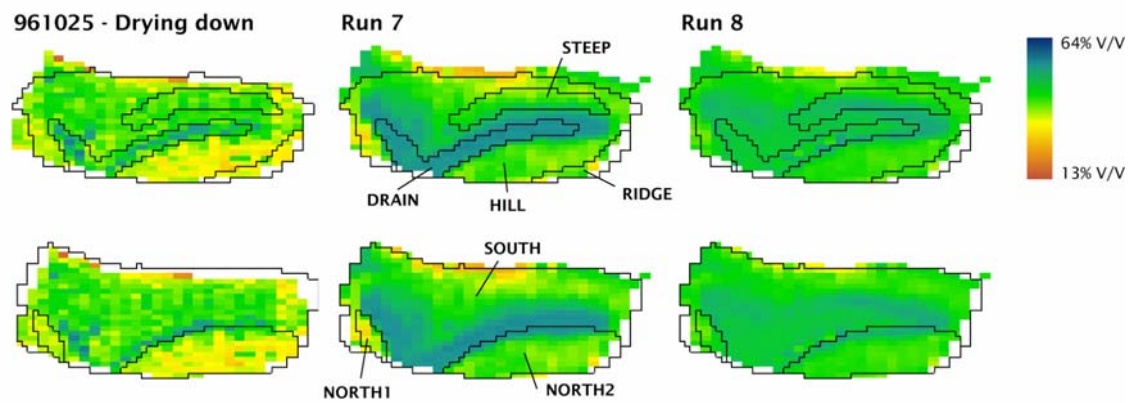 961025 - Drying down
Run 7
Run 8
64% V/V
STEEP
13% V/V
RIDGE
DRAIN
HILL
SOUTH
NORTH1
NORTH2